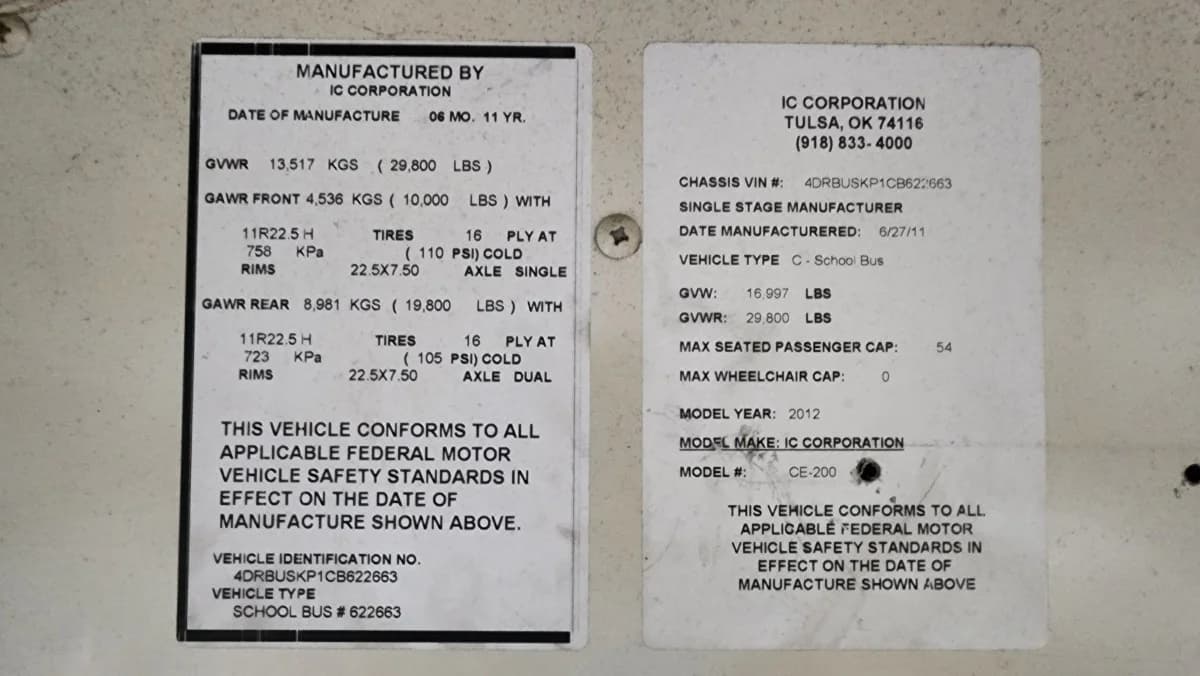 MANUFACTURED BY
IC CORPORATION
DATE OF MANUFACTURE 06 MO. 11 YR.
GVWR 13,517 KGS ( 29,800 LBS )
GAWR FRONT 4,536 KGS ( 10,000 LBS ) WITH
11R22.5 H TIRES 16 PLY AT
758 KPa ( 110 PSI) COLD
RIMS 22.5X7.50 AXLE SINGLE
GAWR REAR 8,981 KGS ( 19,800 LBS ) WITH
11R22.5 H TIRES 16 PLY AT
723 KPa ( 105 PSI) COLD
RIMS 22.5X7.50 AXLE DUAL
THIS VEHICLE CONFORMS TO ALL
APPLICABLE FEDERAL MOTOR
VEHICLE SAFETY STANDARDS IN
EFFECT ON THE DATE OF
MANUFACTURE SHOWN ABOVE.
VEHICLE IDENTIFICATION NO.
4DRBUSKP1CB622663
VEHICLE TYPE
SCHOOL BUS # 622663
IC CORPORATION
TULSA, OK 74116
(918) 833- 4000
CHASSIS VIN #: 4DRBUSKP1CB622663
SINGLE STAGE MANUFACTURER
DATE MANUFACTURERED: 6/27/11
VEHICLE TYPE C - School Bus
GVW: 16,997 LBS
GVWR: 29,800 LBS
MAX SEATED PASSENGER CAP: 54
MAX WHEELCHAIR CAP: 0
MODEL YEAR: 2012
MODEL MAKE: IC CORPORATION
MODEL #: CE-200
THIS VEHICLE CONFORMS TO ALL
APPLICABLE FEDERAL MOTOR
VEHICLE SAFETY STANDARDS IN
EFFECT ON THE DATE OF
MANUFACTURE SHOWN ABOVE